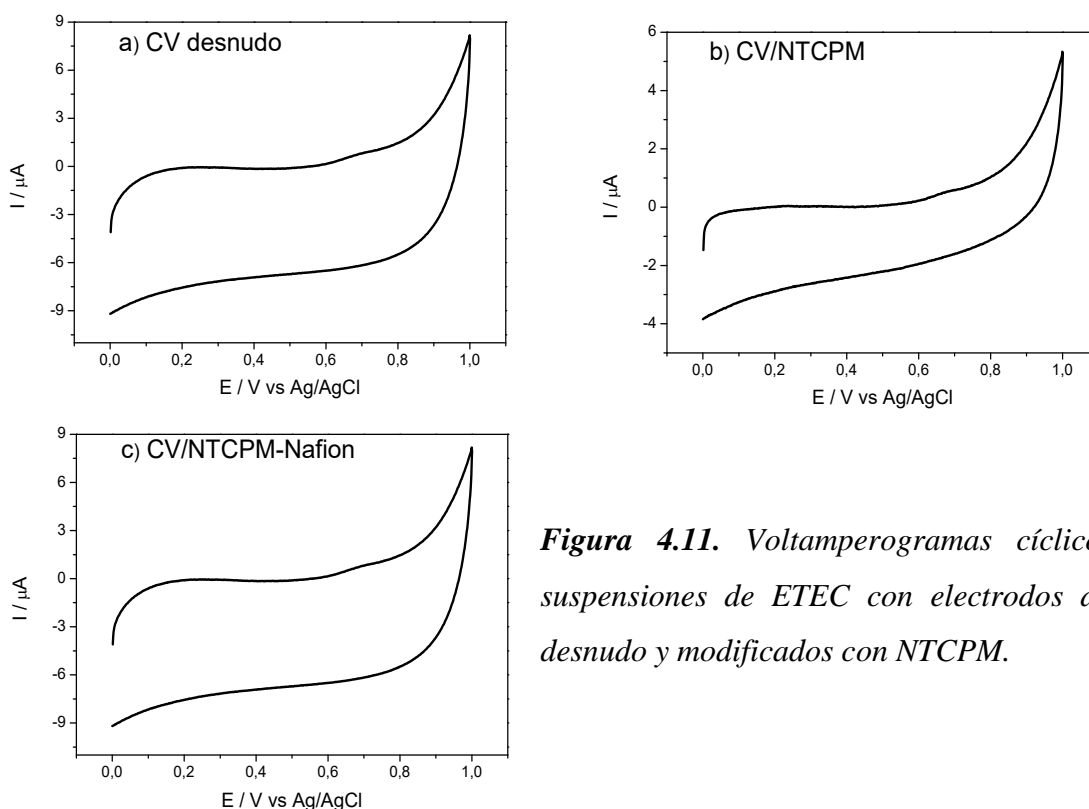 a) CV desnudo
9
6
3
0
-3
-6
-9
I / µA
0,0 0,2 0,4 0,6 0,8 1,0
E / V vs Ag/AgCl
b) CV/NTCPM
6
4
2
0
-2
-4
I / µA
0,0 0,2 0,4 0,6 0,8 1,0
E / V vs Ag/AgCl
c) CV/NTCPM-Nafion
9
6
3
0
-3
-6
-9
I / µA
0,0 0,2 0,4 0,6 0,8 1,0
E / V vs Ag/AgCl
Figura 4.11. Voltamperogramas cíclico
suspensiones de ETEC con electrodos d
desnudo y modificados con NTCPM.